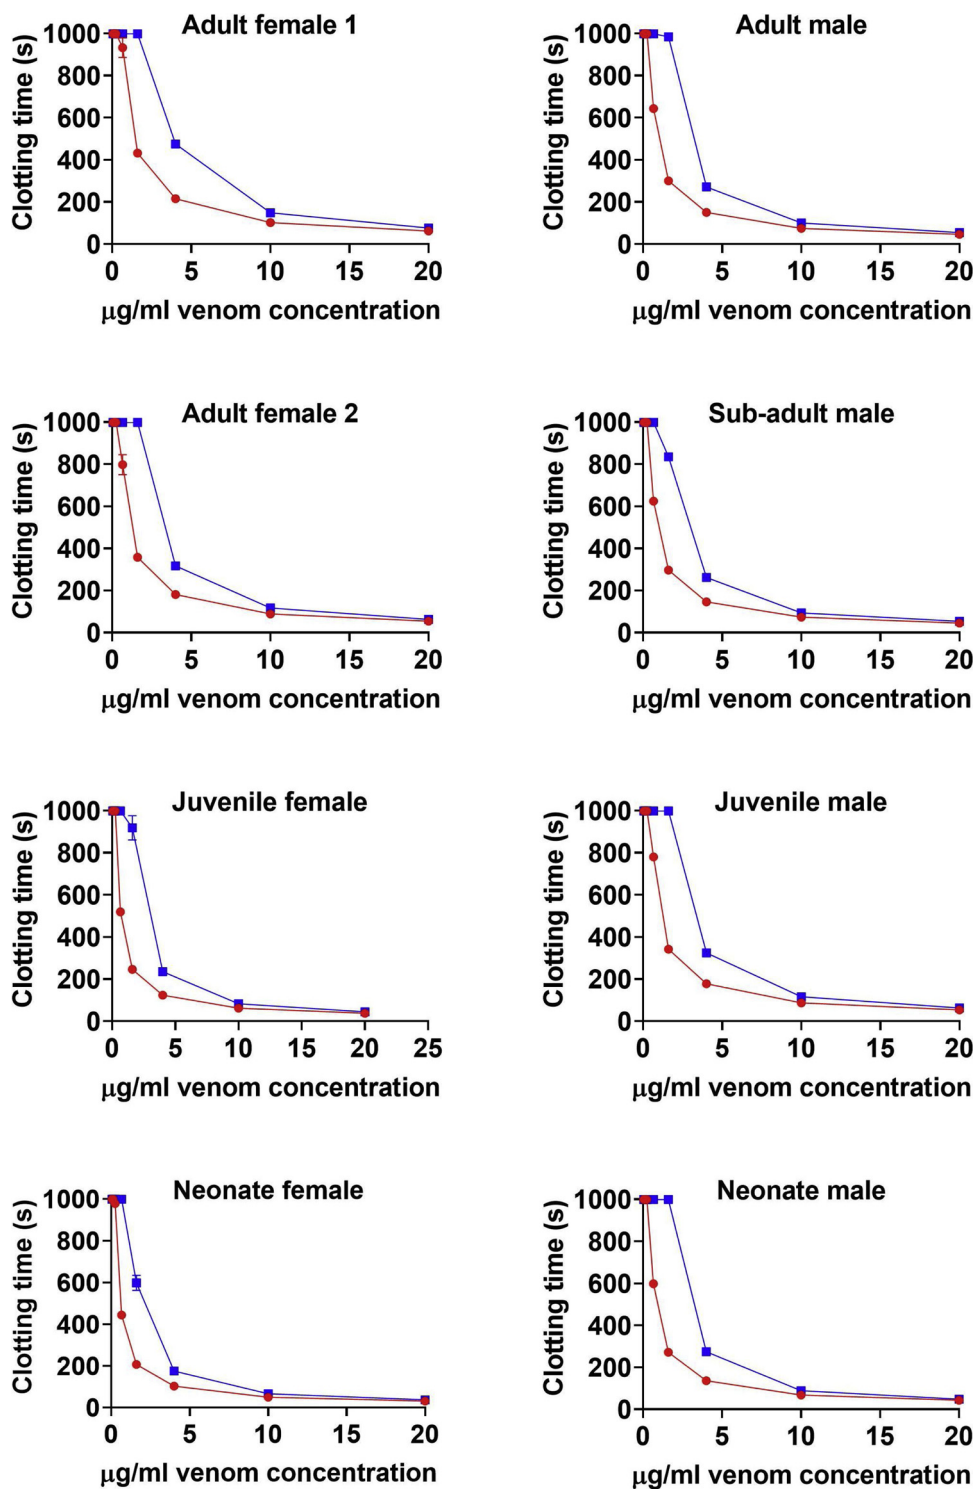 Adult female 1
Clotting time (s)
1000
800
600
400
200
0
0 5 10 15 20
μg/ml venom concentration
Adult male
Clotting time (s)
1000
800
600
400
200
0
0 5 10 15 20
μg/ml venom concentration
Adult female 2
Clotting time (s)
1000
800
600
400
200
0
0 5 10 15 20
μg/ml venom concentration
Sub-adult male
Clotting time (s)
1000
800
600
400
200
0
0 5 10 15 20
μg/ml venom concentration
Juvenile female
Clotting time (s)
1000
800
600
400
200
0
0 5 10 15 20 25
μg/ml venom concentration
Juvenile male
Clotting time (s)
1000
800
600
400
200
0
0 5 10 15 20
μg/ml venom concentration
Neonate female
Clotting time (s)
1000
800
600
400
200
0
0 5 10 15 20
μg/ml venom concentration
Neonate male
Clotting time (s)
1000
800
600
400
200
0
0 5 10 15 20
μg/ml venom concentration